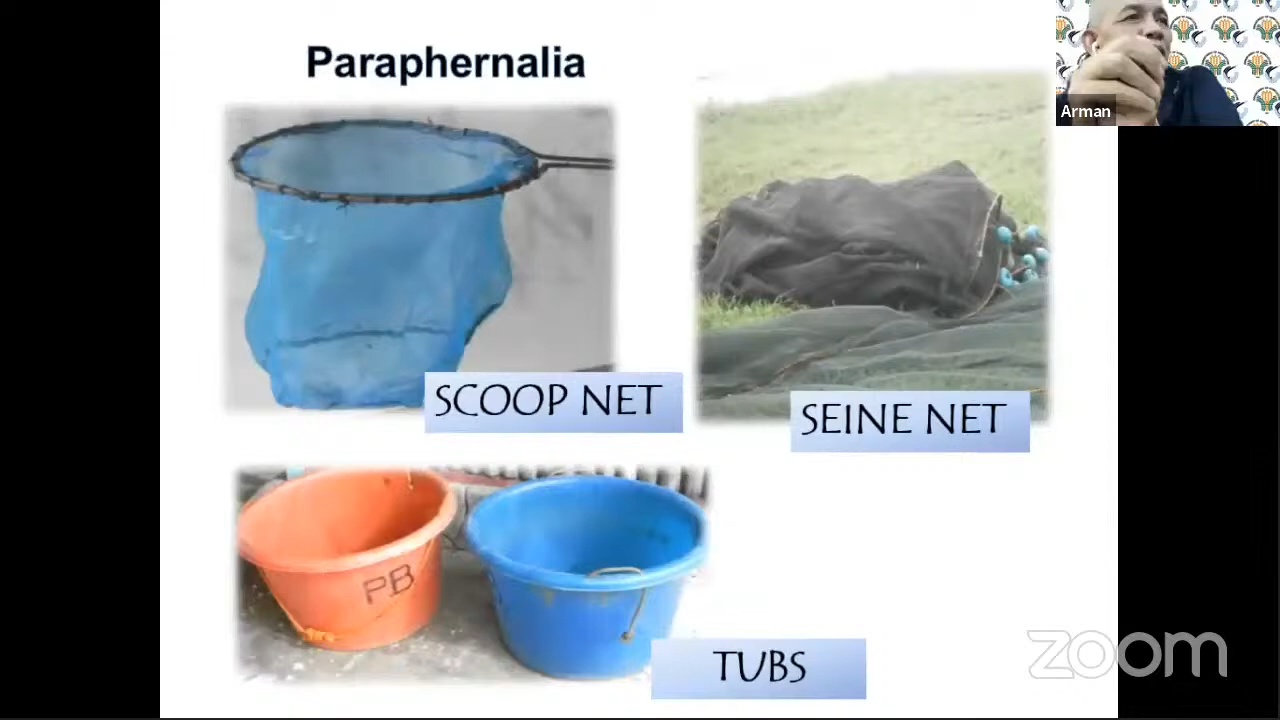 Paraphernalia
Arman
SCOOP NET
SEINE NET
PB
TUBS
zoom